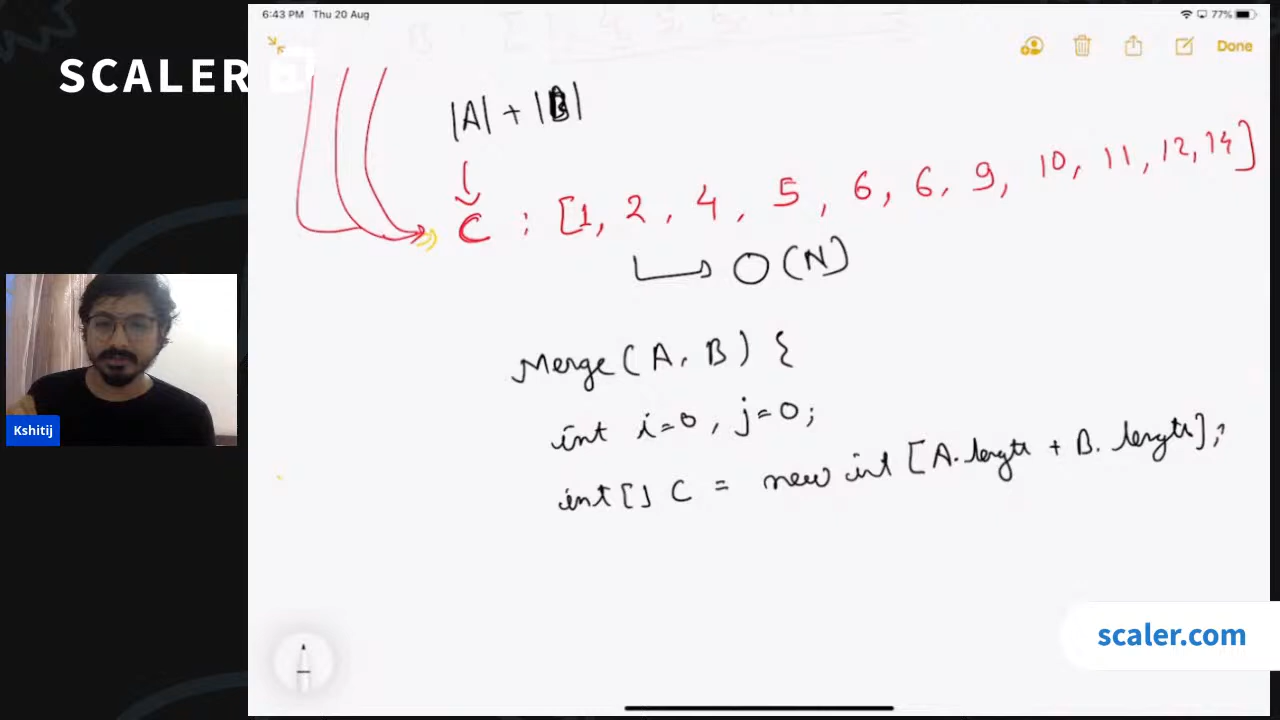 6:43 PM Thu 20 Aug
77%
Done
SCALER
|A| + |B|
C : [1, 2, 4, 5, 6, 6, 9, 10, 11, 12, 14]
O(N)
Merge(A, B) {
int i=0, j=0;
int[] C = new int [A.length + B.length];
Kshitij
scaler.com